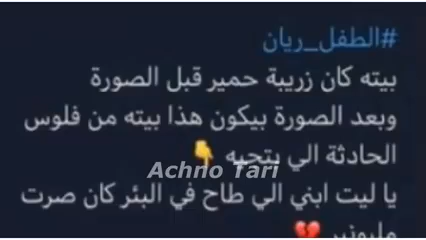 #الطفل_ريان
بيته كان زريبة حمير قبل الصورة
وبعد الصورة بيكون هذا بيته من فلوس
الحادثة الي بتجيه 👇
Achno Tari
يا ليت ابني الي طاح في البئر كان صرت
مليونير 💔